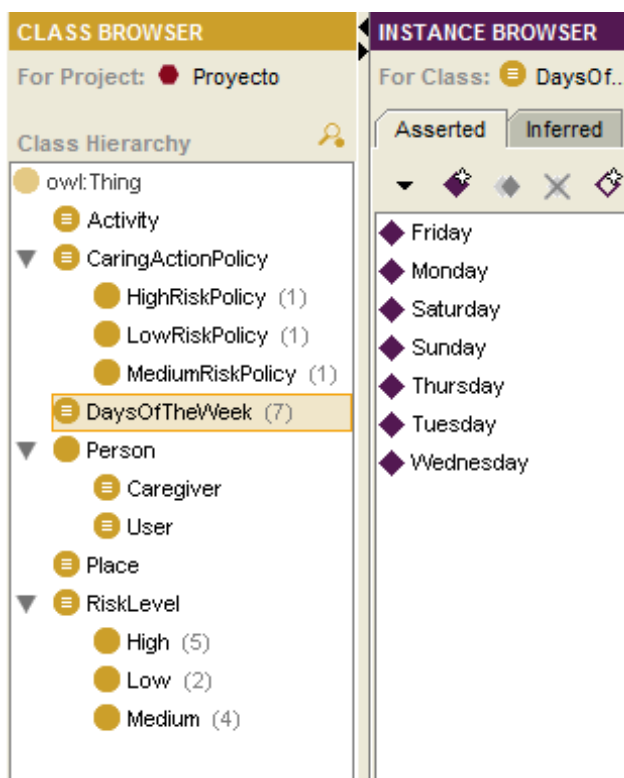 CLASS BROWSER
For Project: Proyecto
Class Hierarchy
owl:Thing
Activity
CaringActionPolicy
HighRiskPolicy (1)
LowRiskPolicy (1)
MediumRiskPolicy (1)
DaysOfTheWeek (7)
Person
Caregiver
User
Place
RiskLevel
High (5)
Low (2)
Medium (4)
INSTANCE BROWSER
For Class: DaysOf...
Asserted Inferred
Friday
Monday
Saturday
Sunday
Thursday
Tuesday
Wednesday